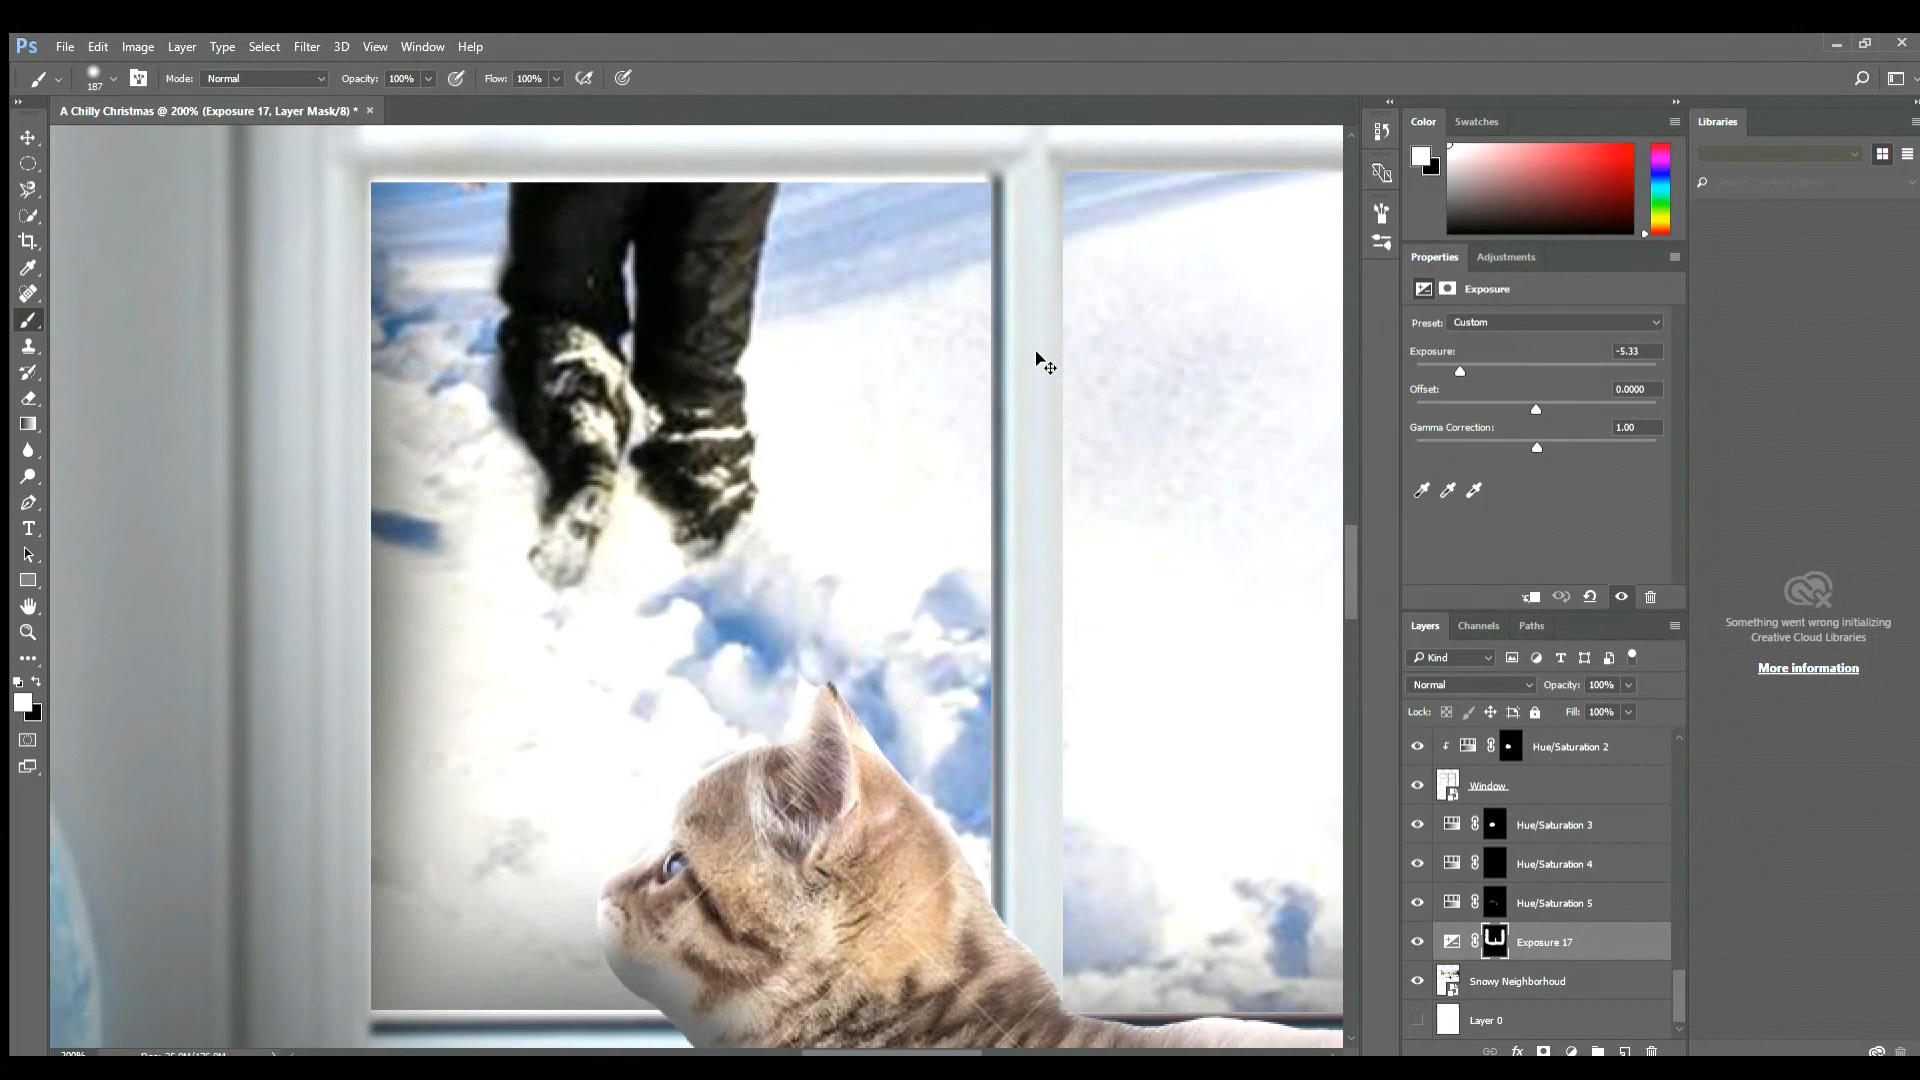 Ps File Edit Image Layer Type Select Filter 3D View Window Help
187 Mode: Normal Opacity: 100% Flow: 100%
A Chilly Christmas @ 200% (Exposure 17, Layer Mask/8) *
Color Swatches
Libraries
Properties Adjustments
Exposure
Preset: Custom
Exposure: -5.33
Offset: 0.0000
Gamma Correction: 1.00
Something went wrong initializing
Creative Cloud Libraries
More information
Layers Channels Paths
Kind
Normal Opacity: 100%
Lock: Fill: 100%
Hue/Saturation 2
Window
Hue/Saturation 3
Hue/Saturation 4
Hue/Saturation 5
Exposure 17
Snowy Neighborhoud
Layer 0
fx